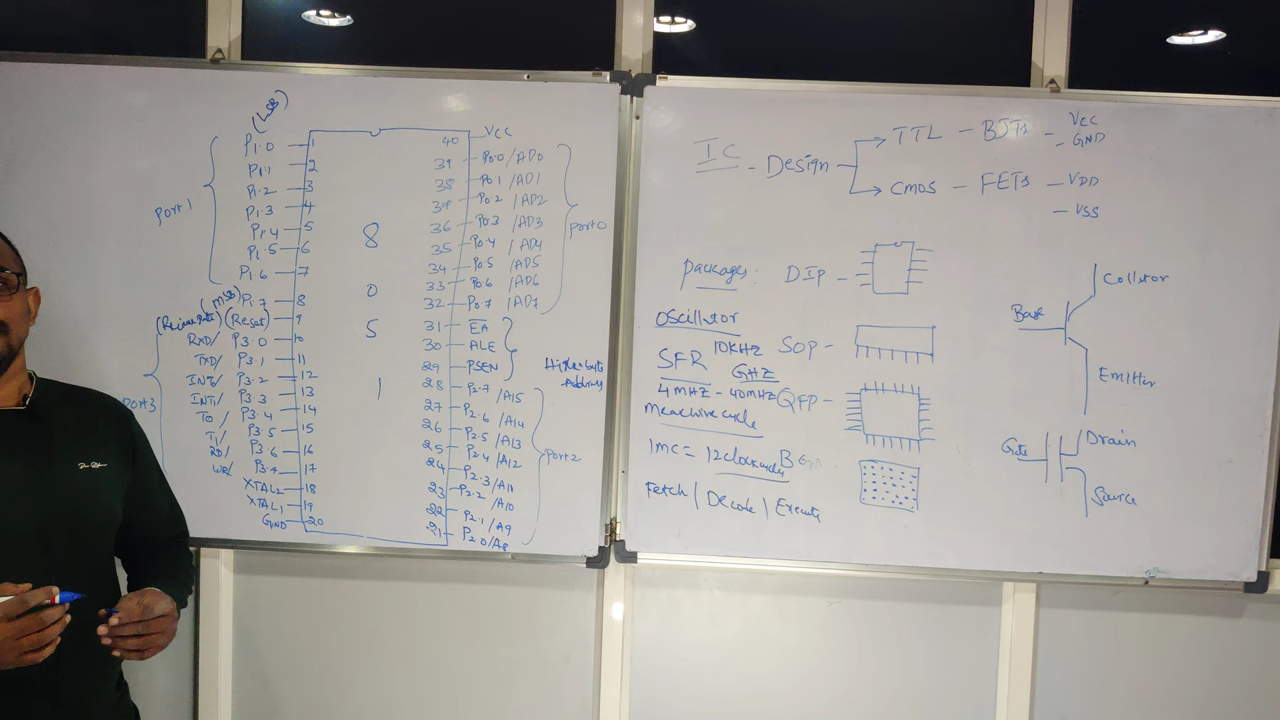 (LSB)
P1.0 1
P1.1 2
P1.2 3
P1.3 4
P1.4 5
P1.5 6
P1.6 7
Port1
(MSB) P1.7 8
(Reset) 9
RXD/ P3.0 10
TXD/ P3.1 11
INT0/ P3.2 12
INT1/ P3.3 13
T0/ P3.4 14
T1/ P3.5 15
RD/ P3.6 16
WR/ P3.7 17
Port3
XTAL2 18
XTAL1 19
GND 20
8
0
5
1
40 VCC
39 P0.0/AD0
38 P0.1/AD1
37 P0.2/AD2
36 P0.3/AD3
35 P0.4/AD4
34 P0.5/AD5
33 P0.6/AD6
32 P0.7/AD7
Port0
31 EA
30 ALE
29 PSEN
Higher byte
Address
28 P2.7/A15
27 P2.6/A14
26 P2.5/A13
25 P2.4/A12
24 P2.3/A11
23 P2.2/A10
22 P2.1/A9
21 P2.0/A8
Port2
IC - Design
TTL - BJTs - VCC
- GND
CMOS - FETs - VDD
- VSS
packages: DIP -
SOP -
QFP -
Oscilltor
10KHZ
GHZ
SFR
4MHZ - 40MHZ
Meachine cycle
1MC = 12clockcycles
Fetch | Decode | Execute
Collector
Base
Emitter
Gate
Drain
Source